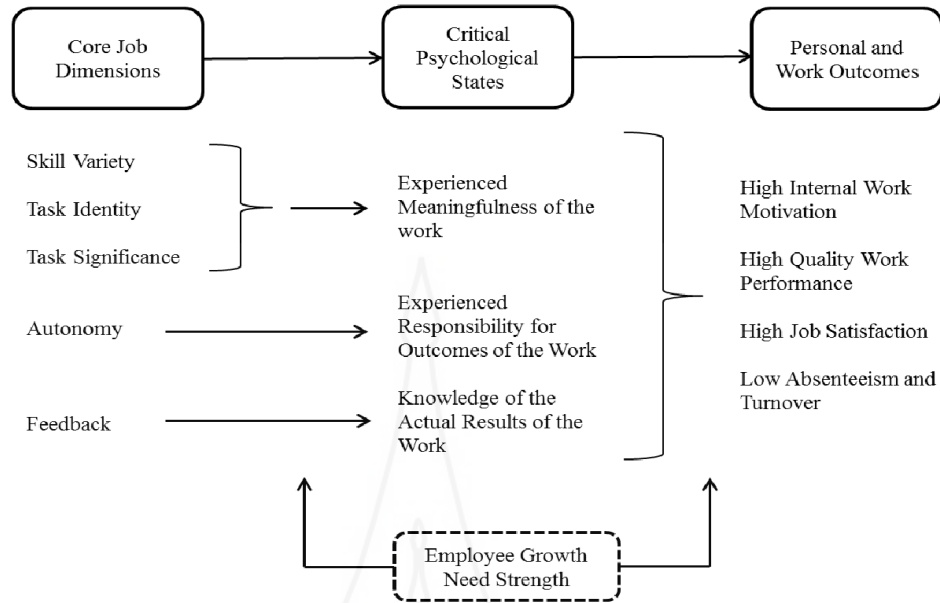 Core Job
Dimensions
Critical
Psychological
States
Personal and
Work Outcomes
Skill Variety
Task Identity
Task Significance
Experienced
Meaningfulness of the
work
Autonomy
Experienced
Responsibility for
Outcomes of the Work
Feedback
Knowledge of the
Actual Results of the
Work
High Internal Work
Motivation
High Quality Work
Performance
High Job Satisfaction
Low Absenteeism and
Turnover
Employee Growth
Need Strength